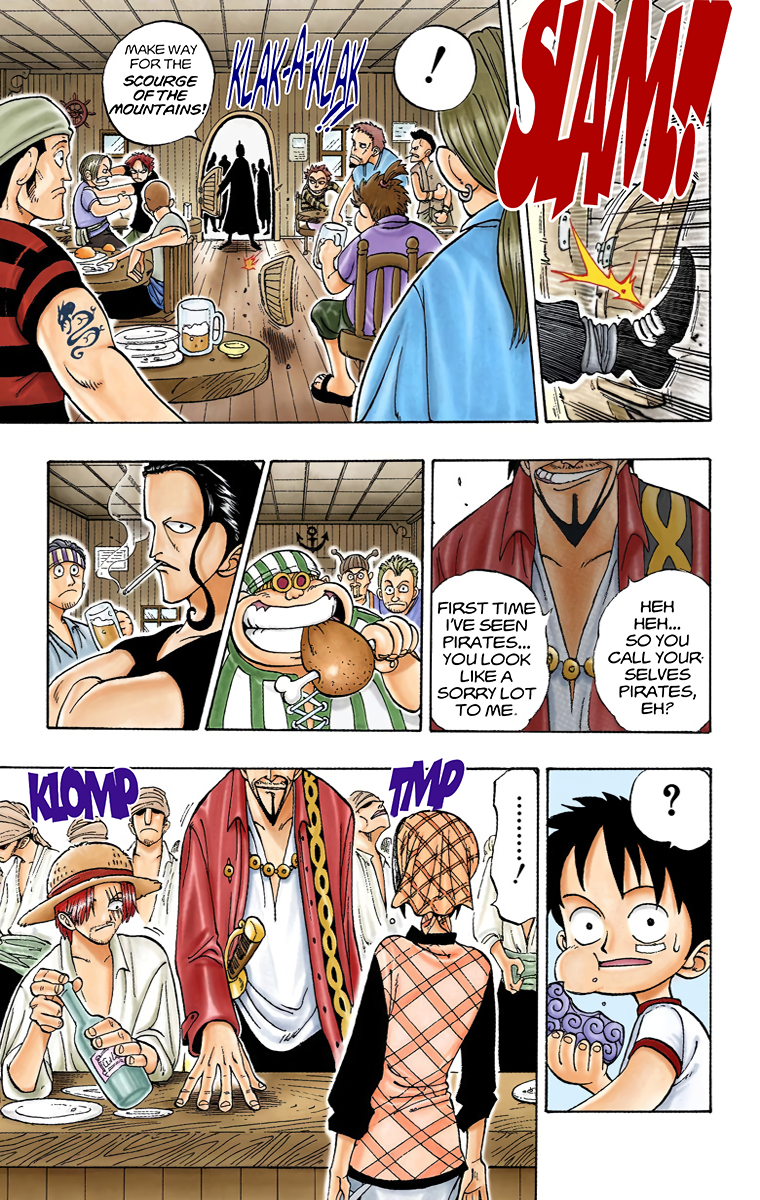 SLAM!!
!
KLAK-A-KLAK!!
MAKE WAY
FOR THE
SCOURGE
OF THE
MOUNTAINS!
HEH
HEH...
SO YOU
CALL YOUR-
SELVES
PIRATES,
EH?
FIRST TIME
I'VE SEEN
PIRATES...
YOU LOOK
LIKE A
SORRY LOT
TO ME.
?
.........!
TMP
KLOMP